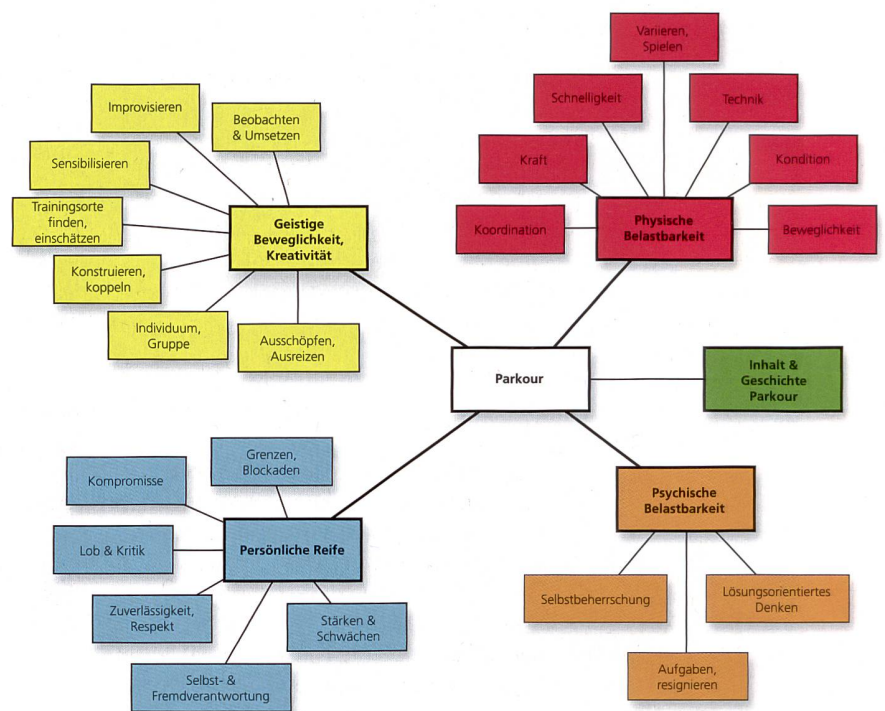 Variieren,
Spielen
Schnelligkeit
Technik
Kraft
Kondition
Koordination
Physische
Belastbarkeit
Beweglichkeit
Improvisieren
Beobachten
& Umsetzen
Sensibilisieren
Trainingsorte
finden,
einschätzen
Geistige
Beweglichkeit,
Kreativität
Konstruieren,
koppeln
Individuum,
Gruppe
Ausschöpfen,
Ausreizen
Parkour
Inhalt &
Geschichte
Parkour
Grenzen,
Blockaden
Kompromisse
Lob & Kritik
Persönliche Reife
Zuverlässigkeit,
Respekt
Stärken &
Schwächen
Selbst- &
Fremdverantwortung
Psychische
Belastbarkeit
Selbstbeherrschung
Lösungsorientiertes
Denken
Aufgaben,
resignieren